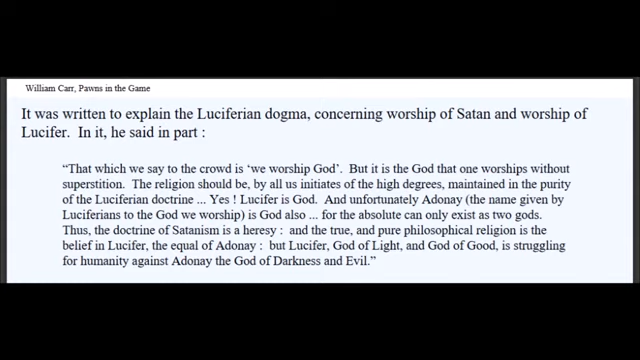 William Carr, Pawns in the Game
It was written to explain the Luciferian dogma, concerning worship of Satan and worship of
Lucifer. In it, he said in part :
“That which we say to the crowd is ‘we worship God’. But it is the God that one worships without
superstition. The religion should be, by all us initiates of the high degrees, maintained in the purity
of the Luciferian doctrine ... Yes ! Lucifer is God. And unfortunately Adonay (the name given by
Luciferians to the God we worship) is God also ... for the absolute can only exist as two gods.
Thus, the doctrine of Satanism is a heresy : and the true, and pure philosophical religion is the
belief in Lucifer, the equal of Adonay : but Lucifer, God of Light, and God of Good, is struggling
for humanity against Adonay the God of Darkness and Evil.”